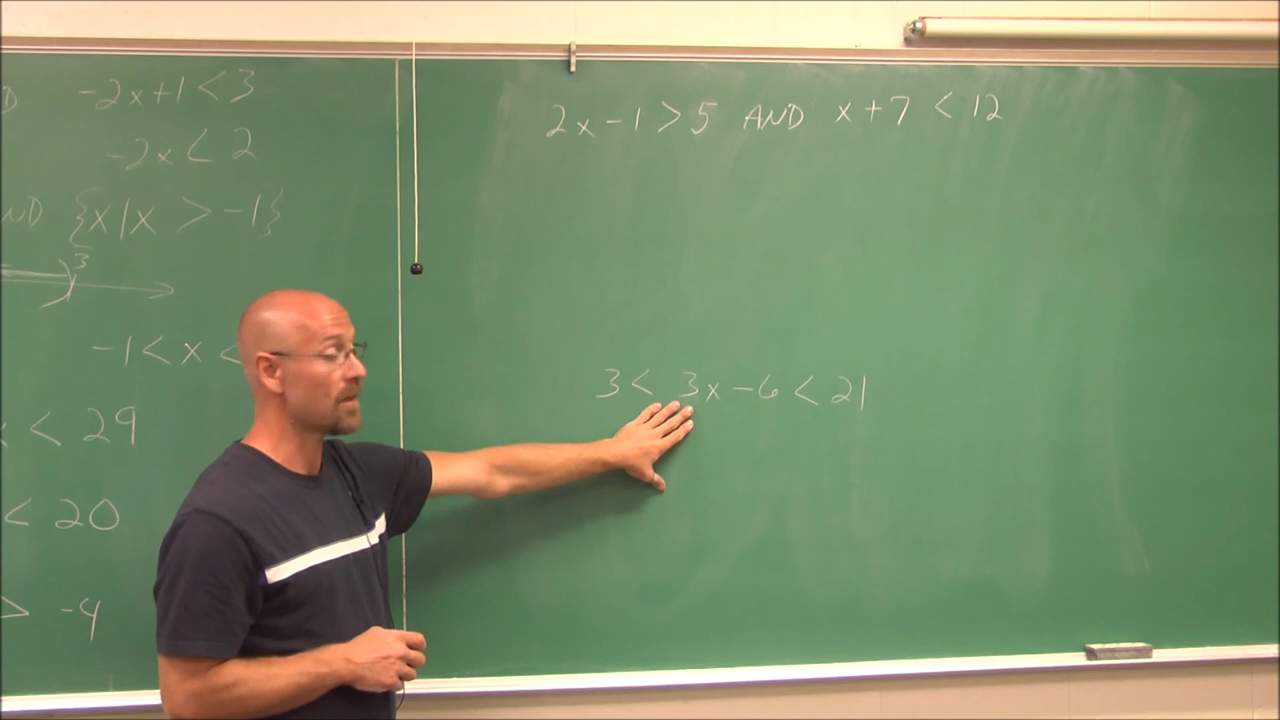 -2x+1 < 3
-2x < 2
{x|x > -1}
3
-1 < x <
< 29
< 20
> -4
2x - 1 > 5 AND x + 7 < 12
3 < 3x - 6 < 21